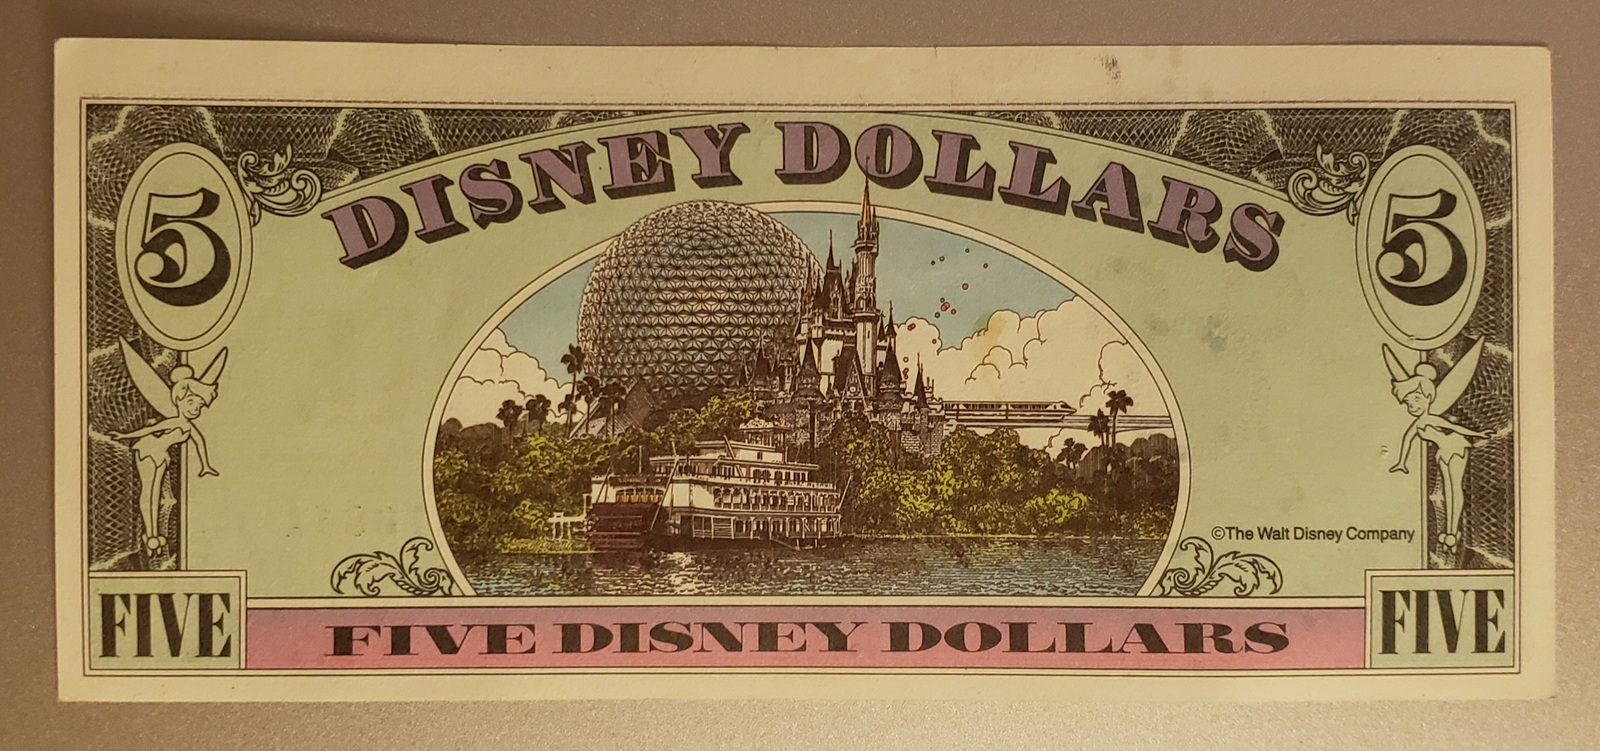 DISNEY DOLLARS
5 5
©The Walt Disney Company
FIVE FIVE
FIVE DISNEY DOLLARS